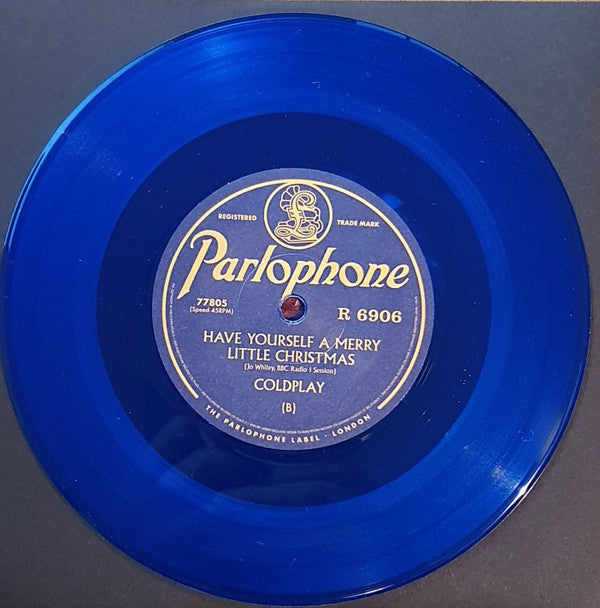 REGISTERED
TRADE MARK
£
Parlophone
77805
(Speed 45RPM)
R 6906
HAVE YOURSELF A MERRY
LITTLE CHRISTMAS
(Jo Whiley, BBC Radio 1 Session)
COLDPLAY
(B)
THE PARLOPHONE LABEL - LONDON